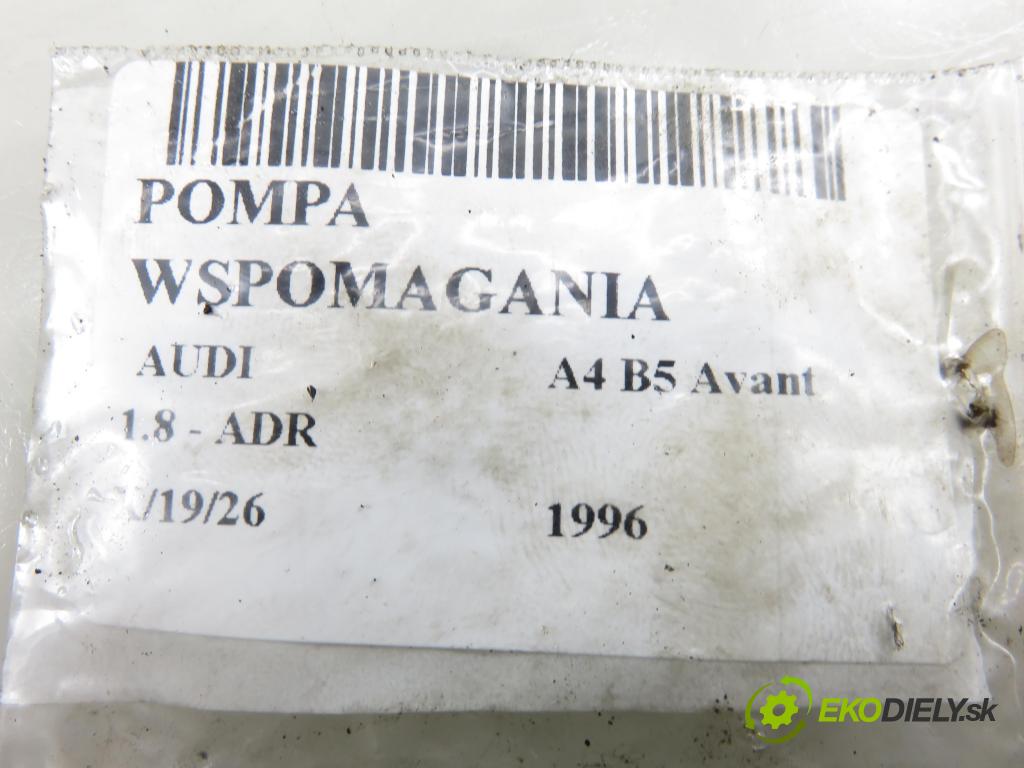 POMPA
WSPOMAGANIA
AUDI A4 B5 Avant
1.8 - ADR
/19/26 1996
EKODIELY.sk